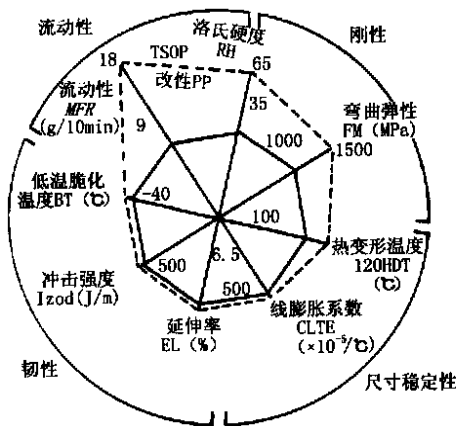 流动性
洛氏硬度
RH
刚性
18
TSOP
65
改性PP
流动性
MFR
(g/10min)
9
35
弯曲弹性
FM (MPa)
1000
1500
低温脆化
温度BT (℃)
-40
100
热变形温度
120HDT
(℃)
冲击强度
Izod(J/m)
500
6.5
500
线膨胀系数
CLTE
(×10⁻⁵/℃)
延伸率
EL (%)
韧性
尺寸稳定性